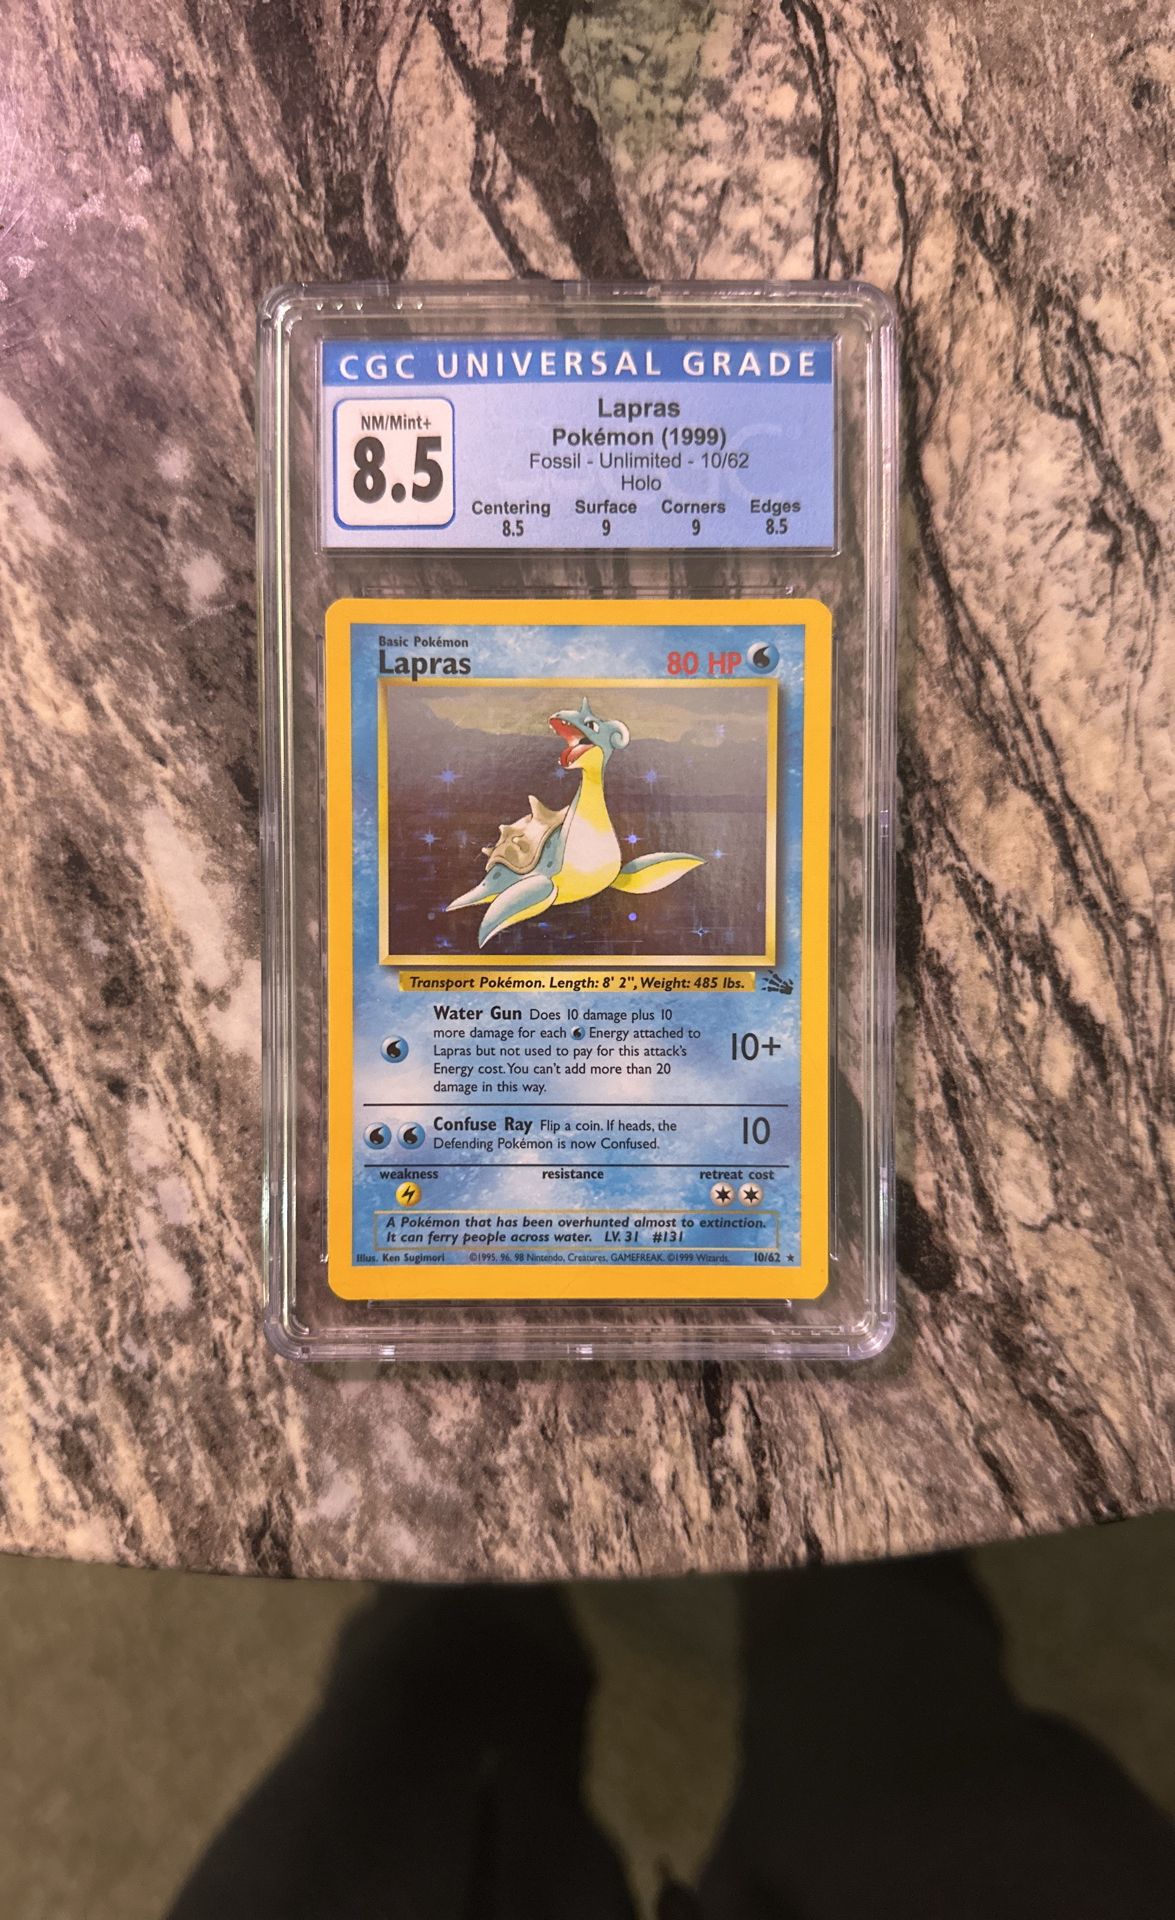 CGC UNIVERSAL GRADE
NM/Mint+
8.5
Lapras
Pokémon (1999)
Fossil - Unlimited - 10/62
Holo
Centering Surface Corners Edges
8.5 9 9 8.5
Basic Pokémon
Lapras 80 HP
Transport Pokémon. Length: 8' 2", Weight: 485 lbs.
Water Gun Does 10 damage plus 10
more damage for each Energy attached to
Lapras but not used to pay for this attack's
Energy cost. You can't add more than 20
damage in this way.
10+
Confuse Ray Flip a coin. If heads, the
Defending Pokémon is now Confused.
10
weakness resistance retreat cost
A Pokémon that has been overhunted almost to extinction.
It can ferry people across water. LV. 31 #131
Illus. Ken Sugimori ©1995, 96, 98 Nintendo, Creatures, GAMEFREAK. ©1999 Wizards. 10/62 ★